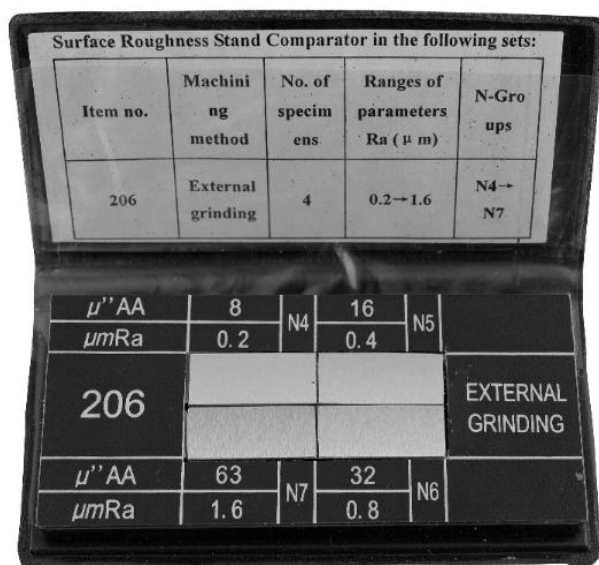 Surface Roughness Stand Comparator in the following sets:
Item no. Machini No. of Ranges of N-Gro
ng specim parameters ups
method ens Ra ( μ m)
206 External 4 0.2→1.6 N4→
grinding N7
μ’’AA 8 N4 16 N5
μmRa 0.2 0.4
206 EXTERNAL
GRINDING
μ’’AA 63 N7 32 N6
μmRa 1.6 0.8